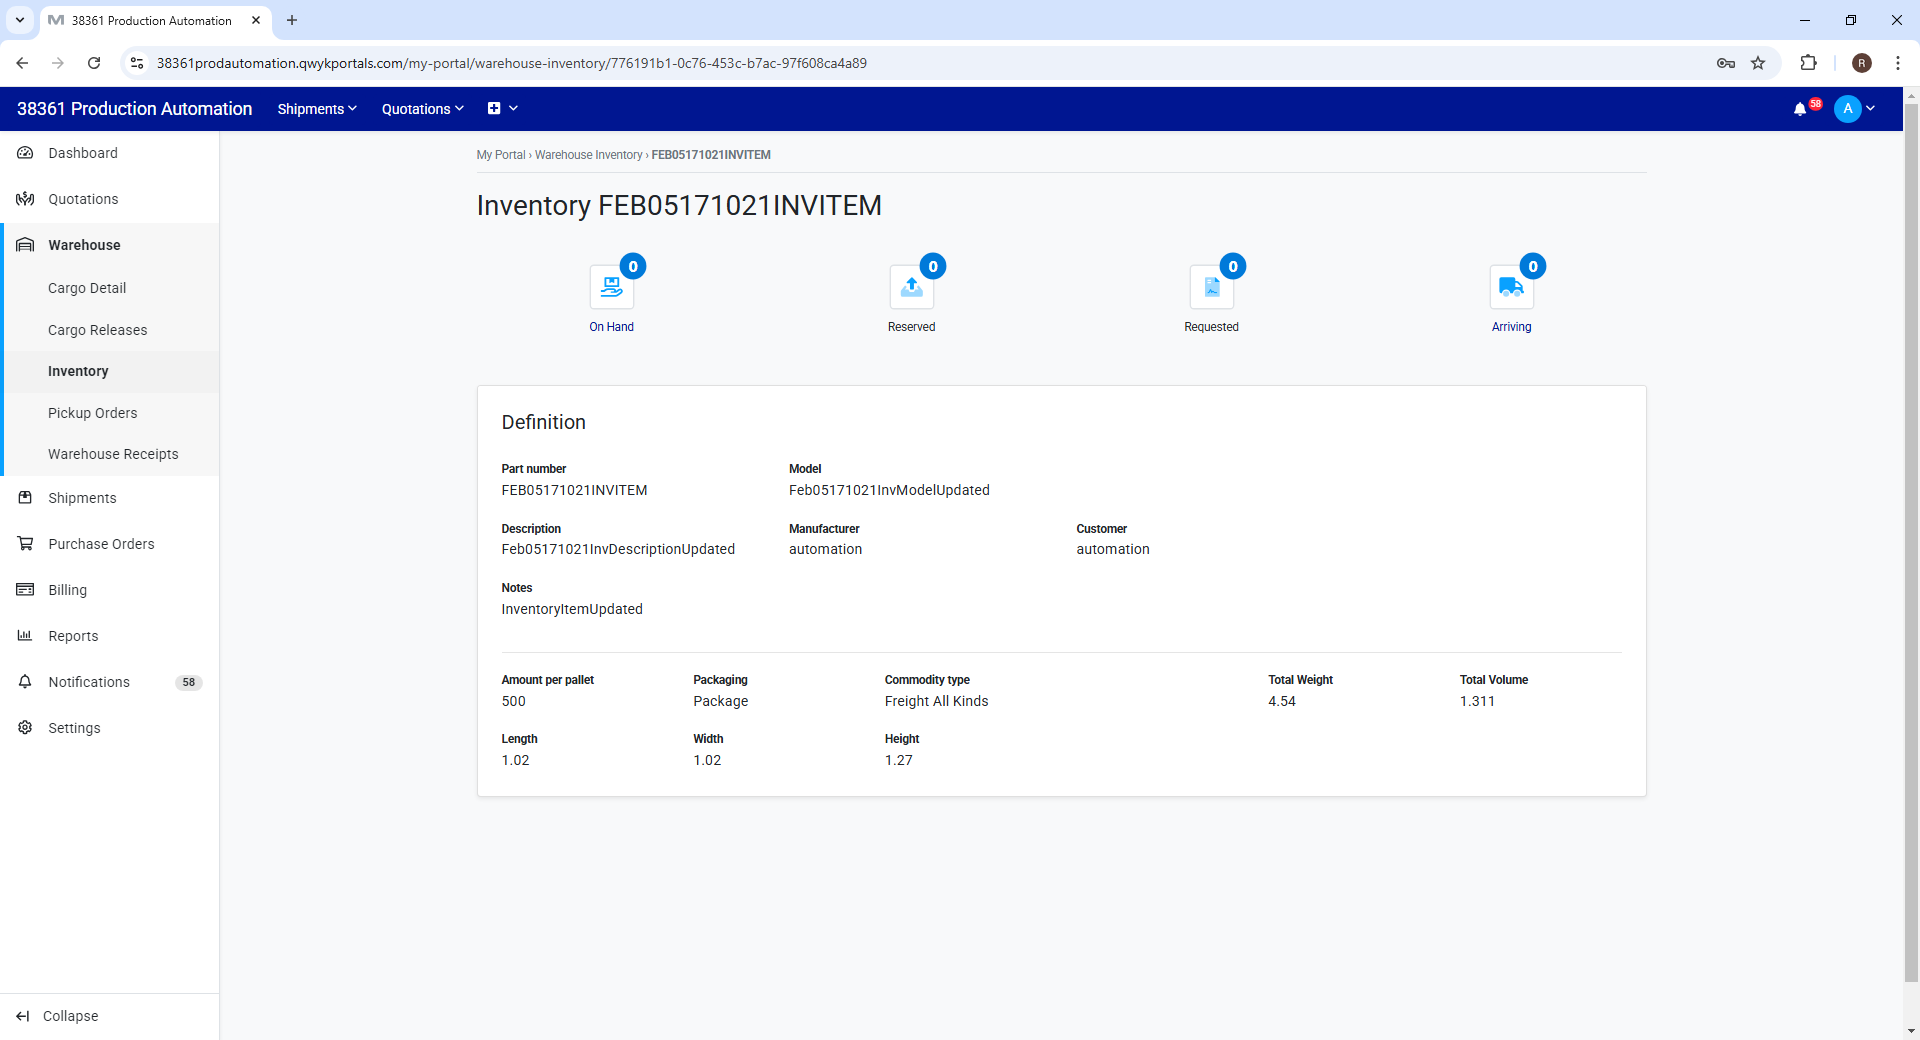 38361 Production Automation
38361prodautomation.qwykportals.com/my-portal/warehouse-inventory/776191b1-0c76-453c-b7ac-97f608ca4a89
R
38361 Production Automation
Shipments
Quotations
58
A
Dashboard
Quotations
Warehouse
Cargo Detail
Cargo Releases
Inventory
Pickup Orders
Warehouse Receipts
Shipments
Purchase Orders
Billing
Reports
Notifications 58
Settings
Collapse
My Portal › Warehouse Inventory › FEB05171021INVITEM
Inventory FEB05171021INVITEM
0 0 0 0
On Hand Reserved Requested Arriving
Definition
Part number Model
FEB05171021INVITEM Feb05171021InvModelUpdated
Description Manufacturer Customer
Feb05171021InvDescriptionUpdated automation automation
Notes
InventoryItemUpdated
Amount per pallet Packaging Commodity type Total Weight Total Volume
500 Package Freight All Kinds 4.54 1.311
Length Width Height
1.02 1.02 1.27